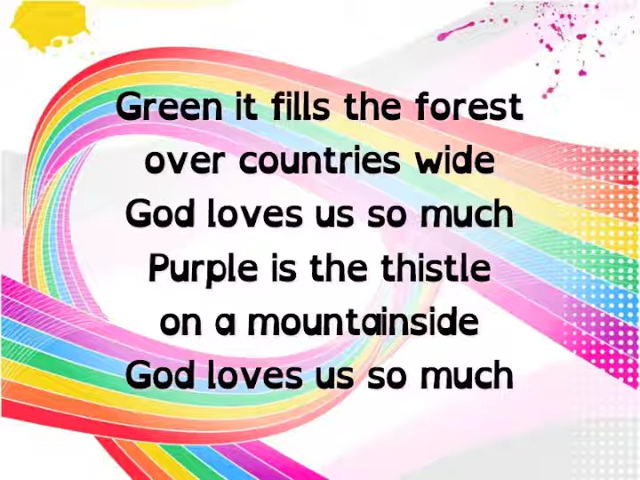 Green it fills the forest
over countries wide
God loves us so much
Purple is the thistle
on a mountainside
God loves us so much